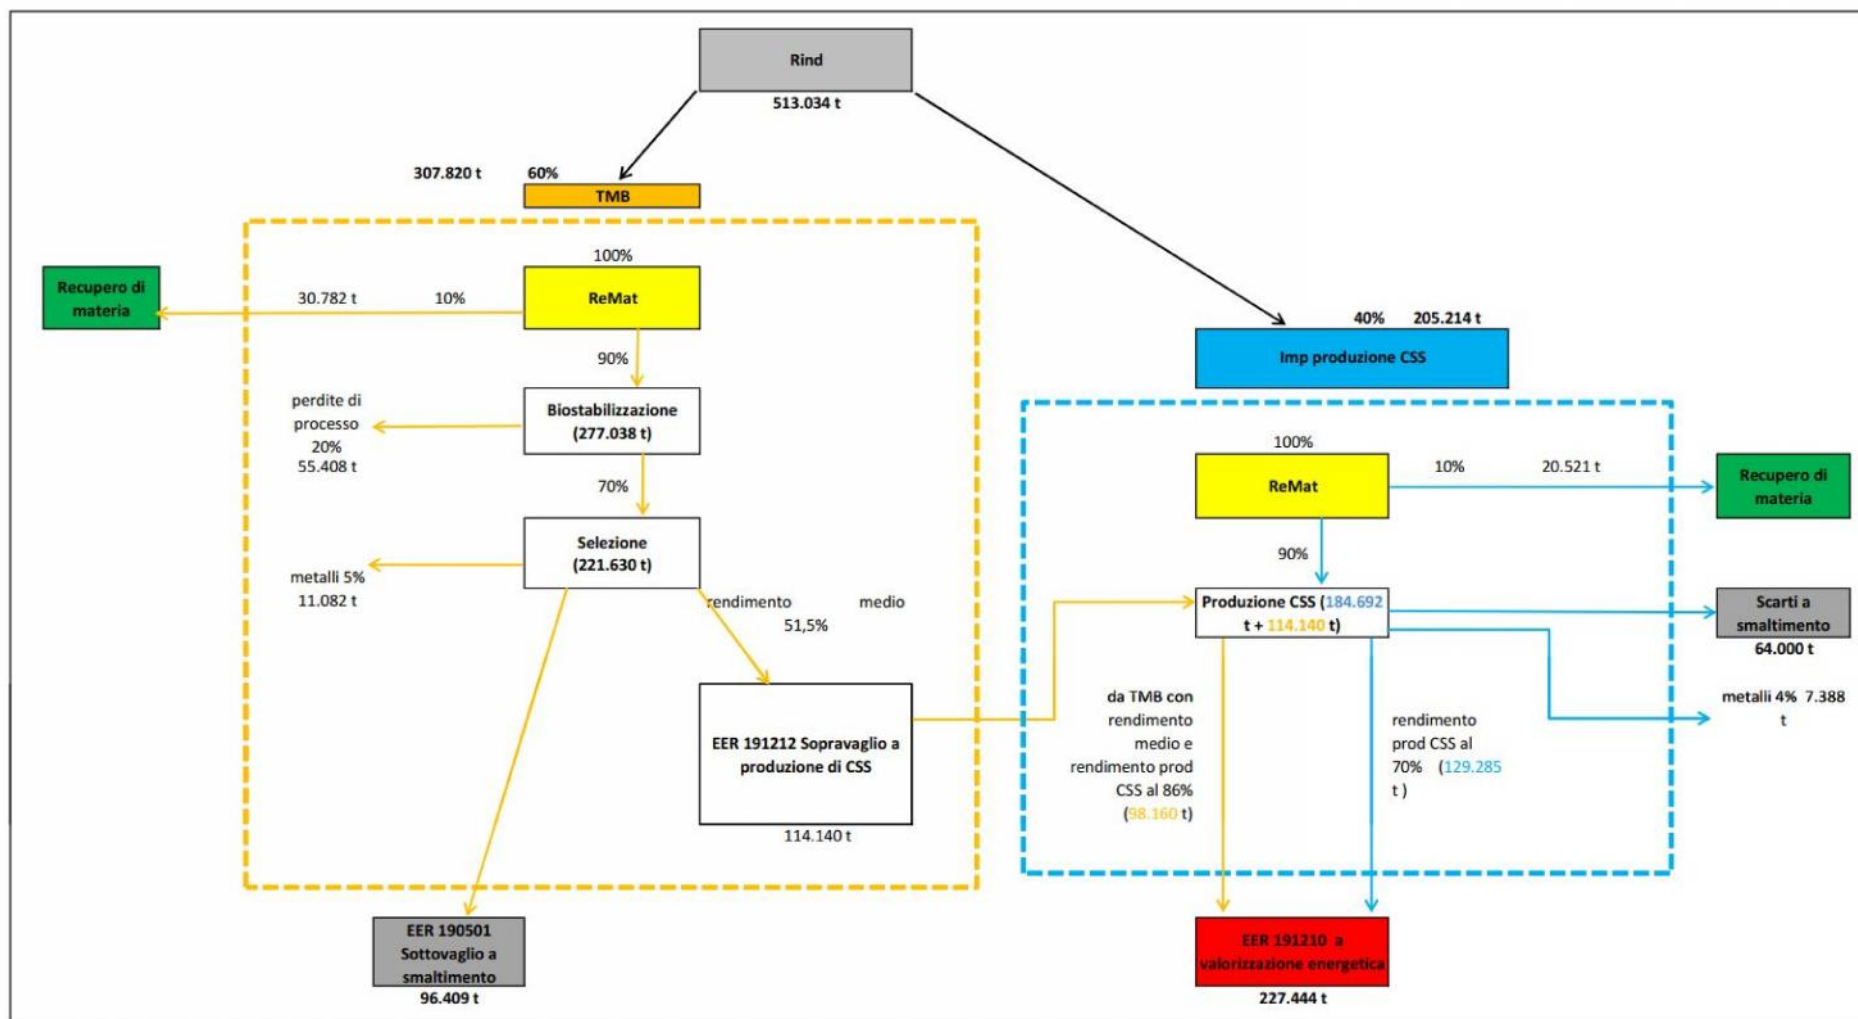 Rind
513.034 t
307.820 t 60%
TMB
100%
Recupero di
materia
30.782 t 10%
ReMat
90%
perdite di
processo
20%
55.408 t
Biostabilizzazione
(277.038 t)
70%
Selezione
(221.630 t)
metalli 5%
11.082 t
rendimento medio
51,5%
EER 191212 Sopravaglio a
produzione di CSS
114.140 t
EER 190501
Sottovaglio a
smaltimento
96.409 t
40% 205.214 t
Imp produzione CSS
100%
ReMat
10% 20.521 t
Recupero di
materia
90%
Produzione CSS (184.692
t + 114.140 t)
Scarti a
smaltimento
64.000 t
metalli 4% 7.388
t
da TMB con
rendimento
medio e
rendimento prod
CSS al 86%
(98.160 t)
rendimento
prod CSS al
70% (129.285
t )
EER 191210 a
valorizzazione energetica
227.444 t